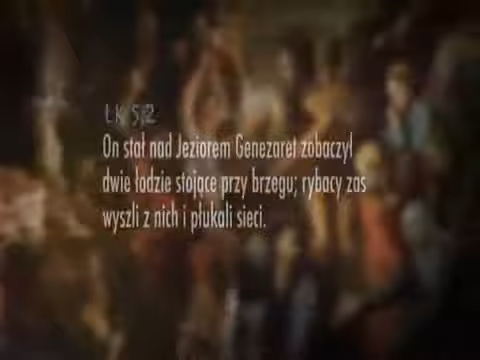 Lk 5,2
On stał nad Jeziorem Genezaret zobaczył
dwie łodzie stojące przy brzegu; rybacy zaś
wyszli z nich i płukali sieci.